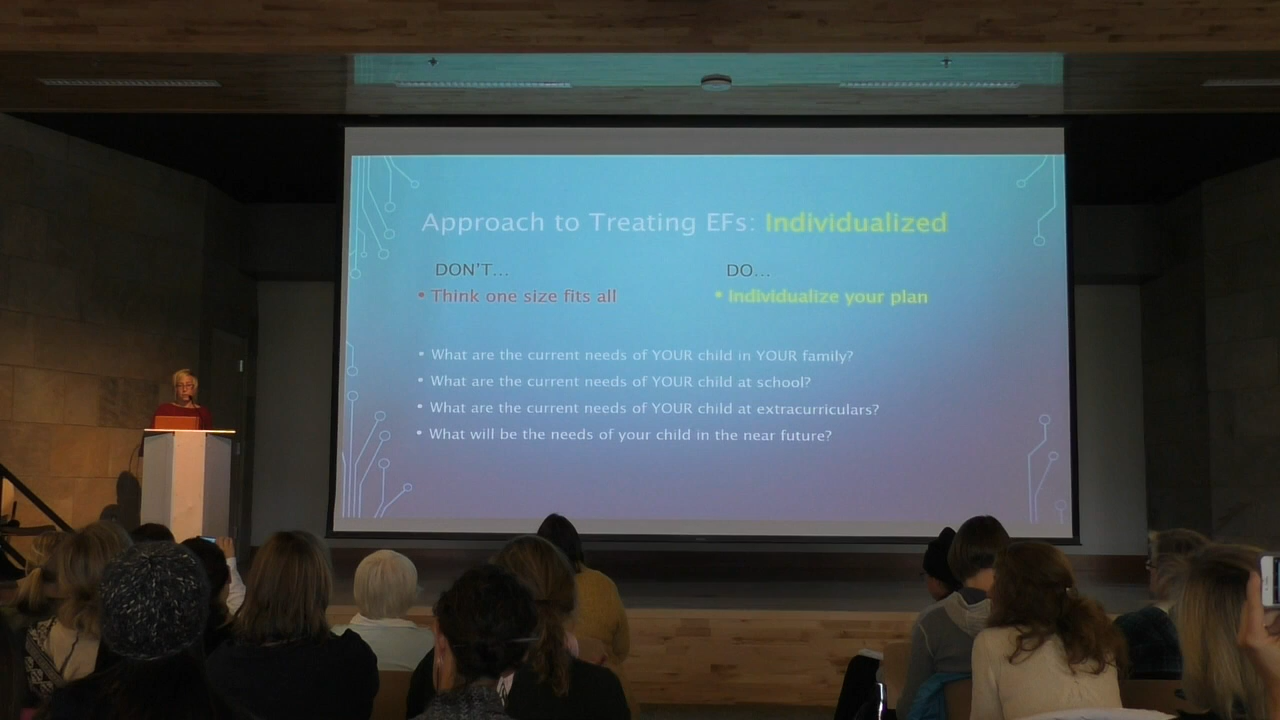 Approach to Treating EFs: Individualized
DON'T...
DO...
• Think one size fits all
• Individualize your plan
• What are the current needs of YOUR child in YOUR family?
• What are the current needs of YOUR child at school?
• What are the current needs of YOUR child at extracurriculars?
• What will be the needs of your child in the near future?